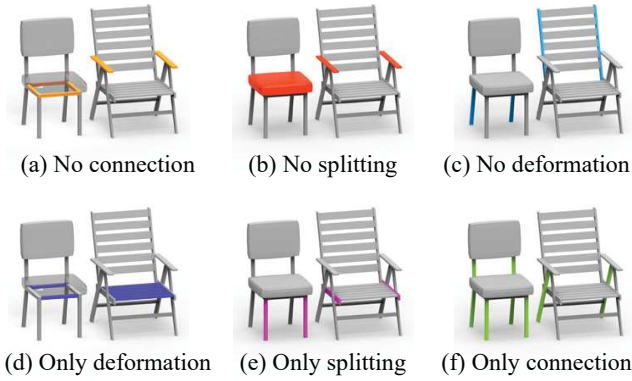 (a) No connection
(b) No splitting
(c) No deformation
(d) Only deformation
(e) Only splitting
(f) Only connection